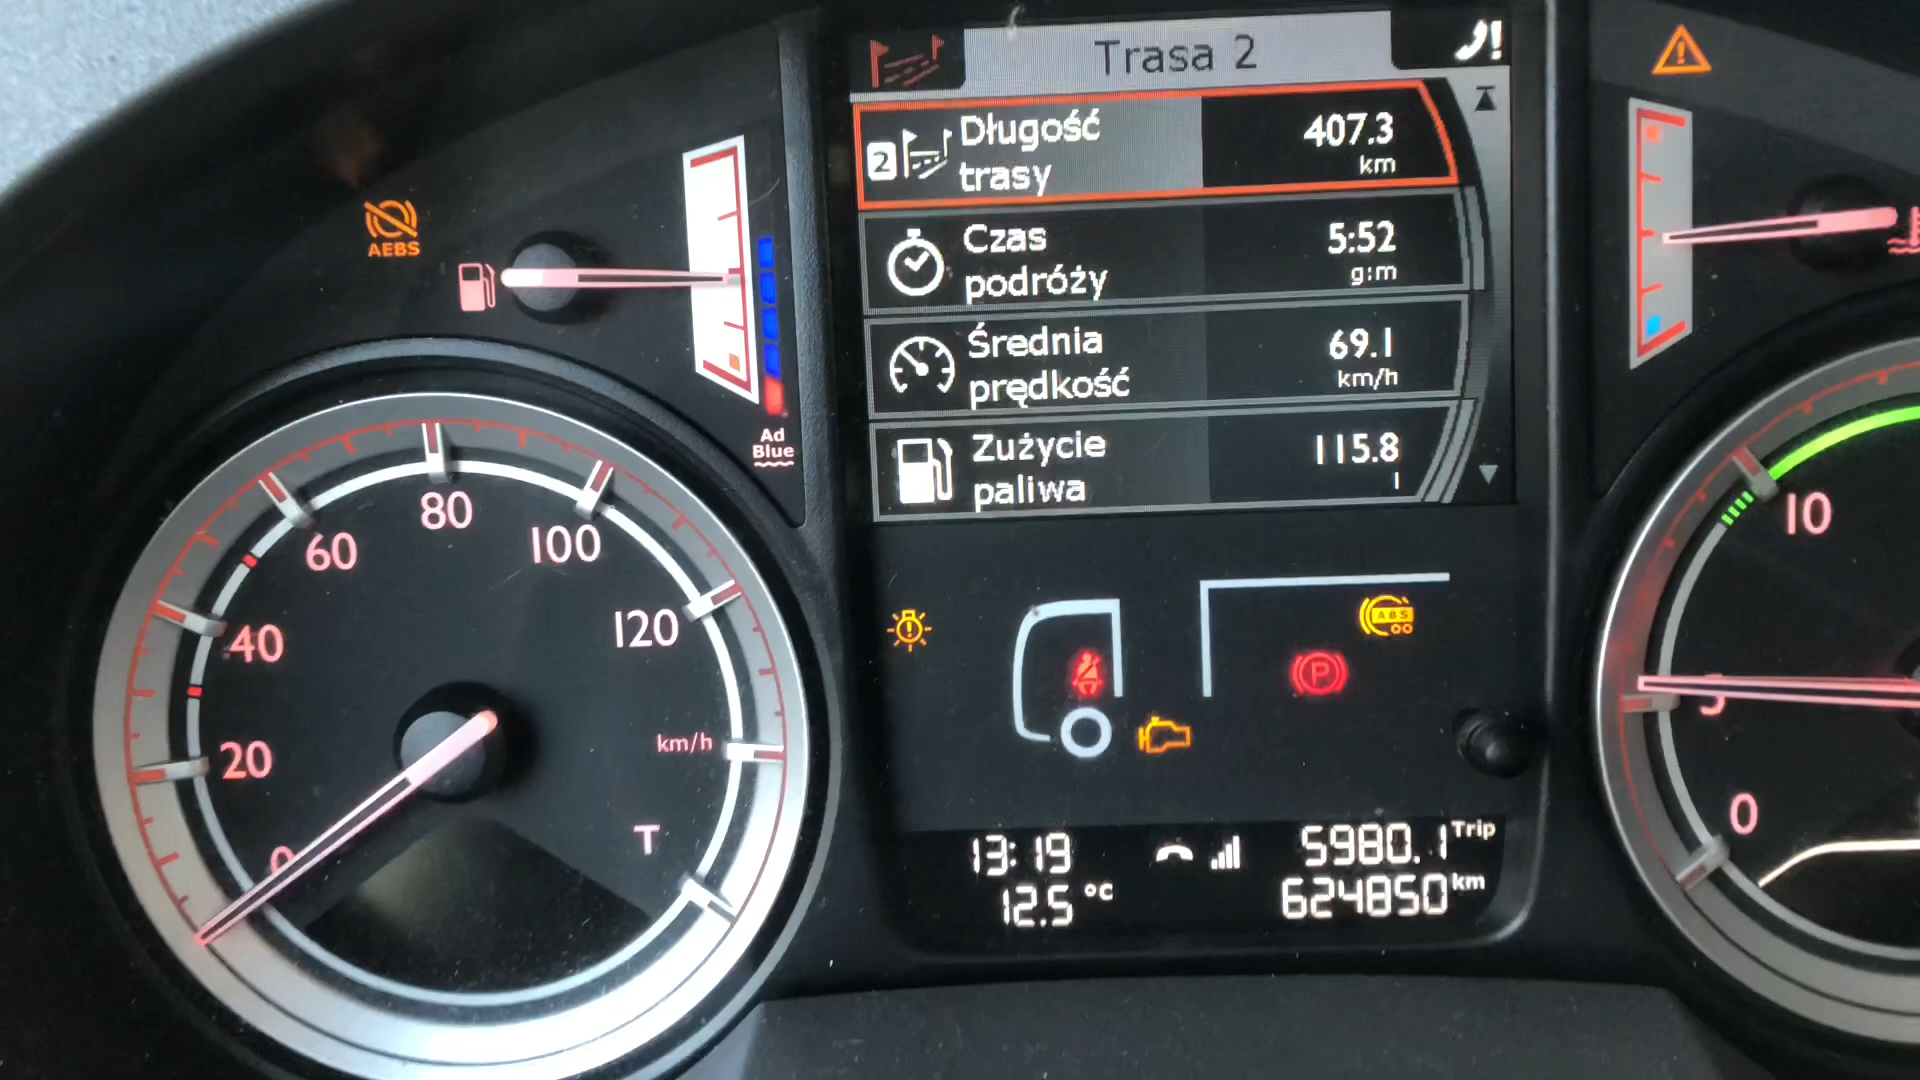 Trasa 2
2
Długość
trasy
407.3
km
Czas
podróży
5:52
g:m
Średnia
prędkość
69.1
km/h
Zużycie
paliwa
115.8
l
AEBS
Ad
Blue
0
20
40
60
80
100
120
km/h
T
ABS
P
13:19
12.5 °C
5980.1 Trip
624850 km
10
5
0